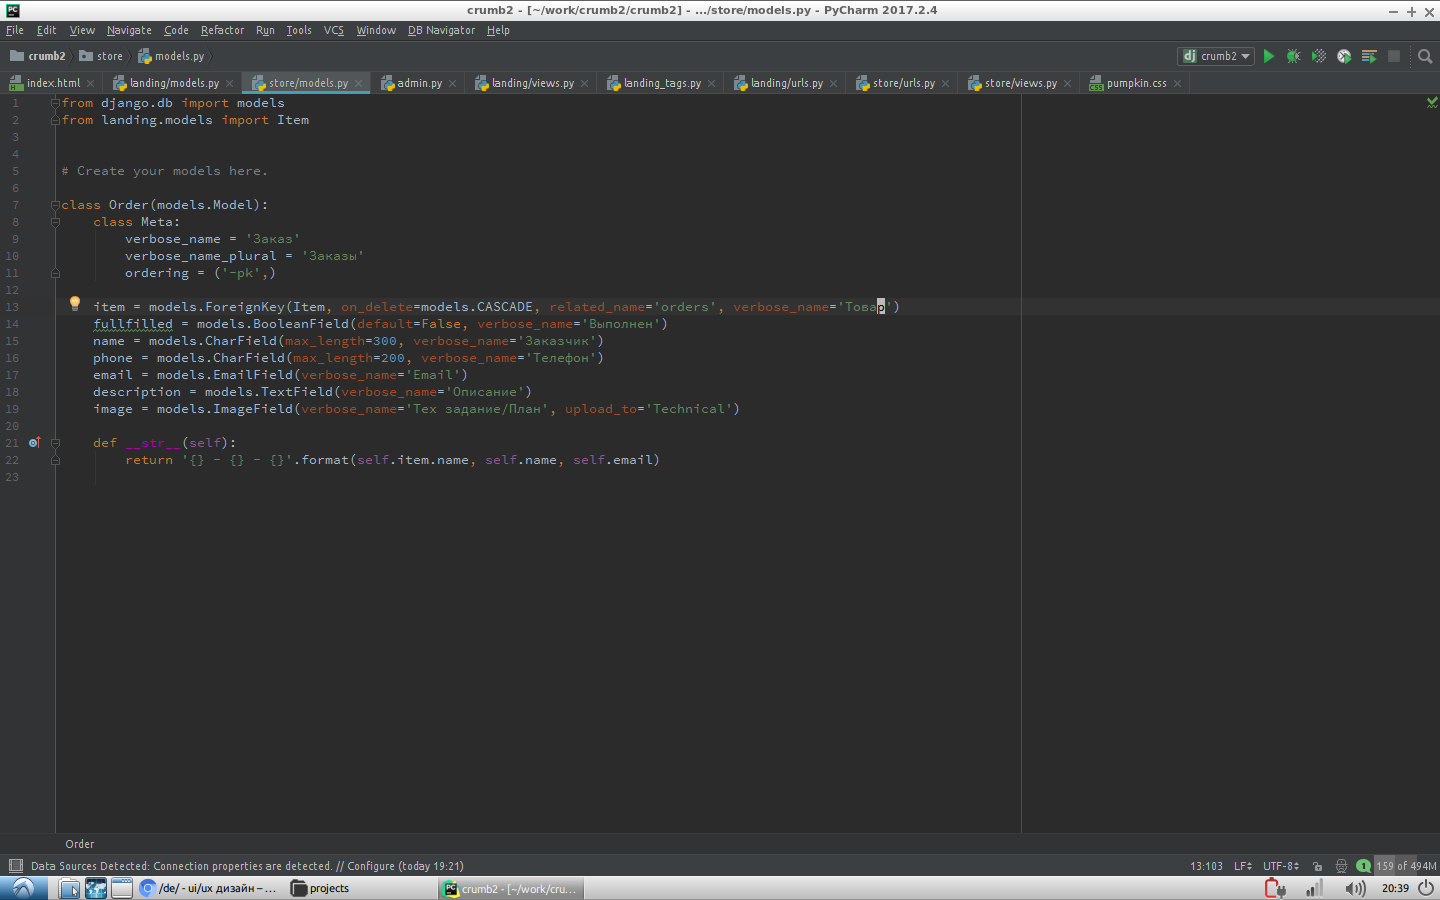 crumb2 - [~/work/crumb2/crumb2] - .../store/models.py - PyCharm 2017.2.4
File Edit View Navigate Code Refactor Run Tools VCS Window DB Navigator Help
crumb2 store models.py dj crumb2
index.html landing/models.py store/models.py admin.py landing/views.py landing_tags.py landing/urls.py store/urls.py store/views.py pumpkin.css
1 from django.db import models
2 from landing.models import Item
3
4
5 # Create your models here.
6
7 class Order(models.Model):
8 class Meta:
9 verbose_name = 'Заказ'
10 verbose_name_plural = 'Заказы'
11 ordering = ('-pk',)
12
13 item = models.ForeignKey(Item, on_delete=models.CASCADE, related_name='orders', verbose_name='Товар')
14 fullfilled = models.BooleanField(default=False, verbose_name='Выполнен')
15 name = models.CharField(max_length=300, verbose_name='Заказчик')
16 phone = models.CharField(max_length=200, verbose_name='Телефон')
17 email = models.EmailField(verbose_name='Email')
18 description = models.TextField(verbose_name='Описание')
19 image = models.ImageField(verbose_name='Тех задание/План', upload_to='Technical')
20
21 def __str__(self):
22 return '{} - {} - {}'.format(self.item.name, self.name, self.email)
23
Order
Data Sources Detected: Connection properties are detected. // Configure (today 19:21) 13:103 LF UTF-8 1 159 of 494M
/de/ - ui/ux дизайн – ... projects crumb2 - [~/work/cru... 20:39